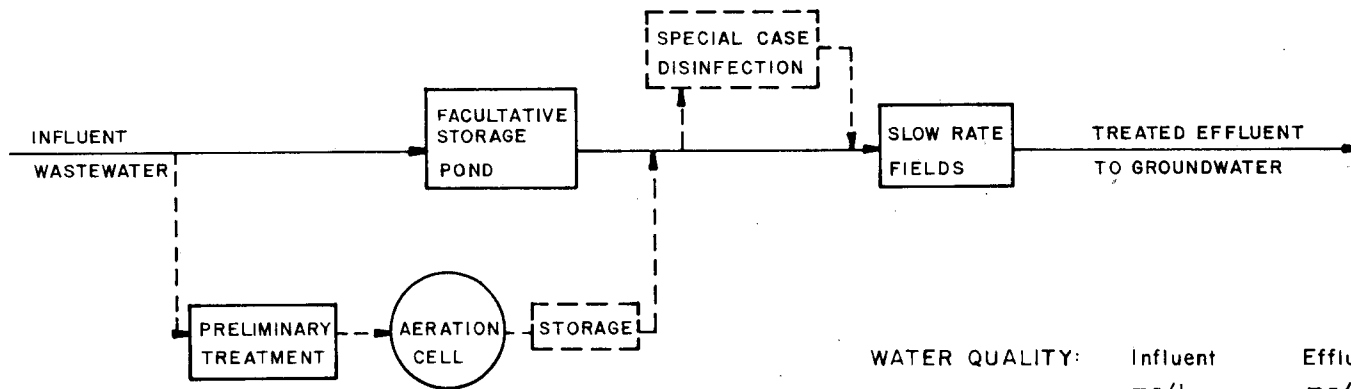 SPECIAL CASE
DISINFECTION
FACULTATIVE
STORAGE
POND
INFLUENT
WASTEWATER
SLOW RATE
FIELDS
TREATED EFFLUENT
TO GROUNDWATER
PRELIMINARY
TREATMENT
AERATION
CELL
STORAGE
WATER QUALITY: Influent